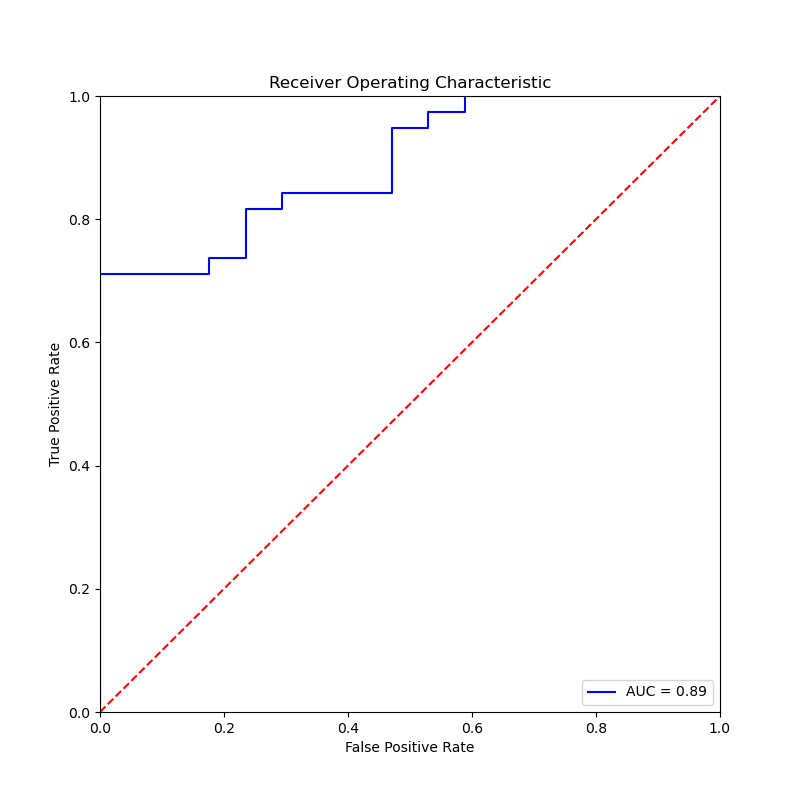 Receiver Operating Characteristic
1.0
0.8
0.6
0.4
0.2
0.0
True Positive Rate
AUC = 0.89
0.0 0.2 0.4 0.6 0.8 1.0
False Positive Rate